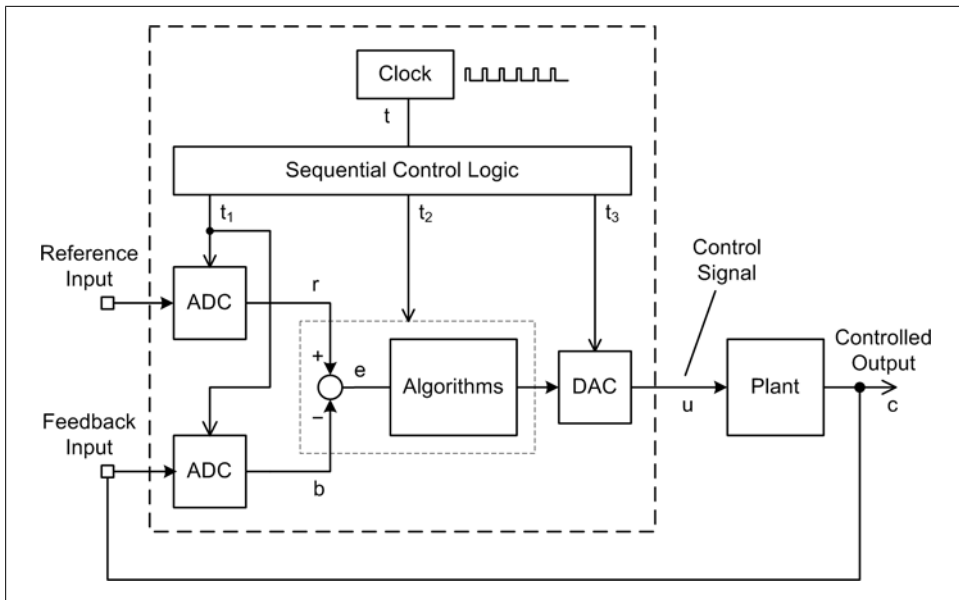 Clock
t
Sequential Control Logic
t₁
t₂
t₃
Reference
Input
ADC
r
Control
Signal
+
e
Algorithms
DAC
u
Plant
Controlled
Output
c
−
Feedback
Input
ADC
b